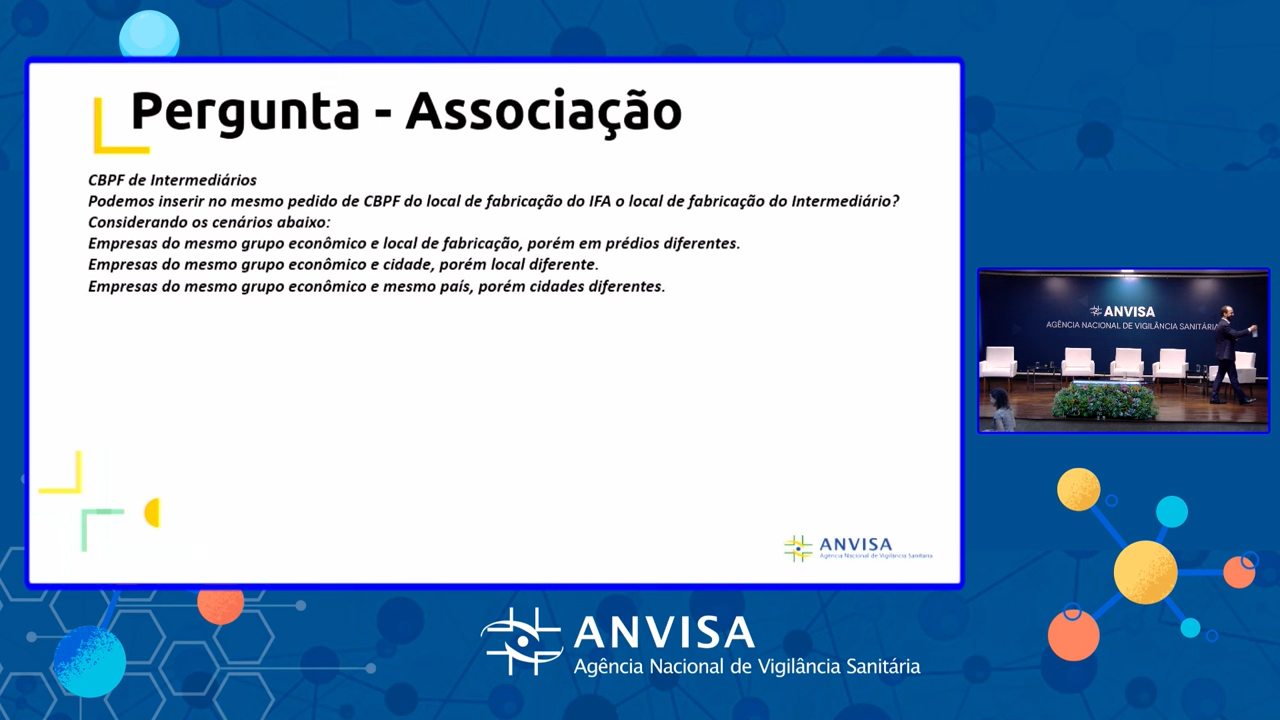 Pergunta - Associação
CBPF de Intermediários
Podemos inserir no mesmo pedido de CBPF do local de fabricação do IFA o local de fabricação do Intermediário?
Considerando os cenários abaixo:
Empresas do mesmo grupo econômico e local de fabricação, porém em prédios diferentes.
Empresas do mesmo grupo econômico e cidade, porém local diferente.
Empresas do mesmo grupo econômico e mesmo país, porém cidades diferentes.
ANVISA
Agência Nacional de Vigilância Sanitária
ANVISA
AGÊNCIA NACIONAL DE VIGILÂNCIA SANITÁRIA
ANVISA
Agência Nacional de Vigilância Sanitária